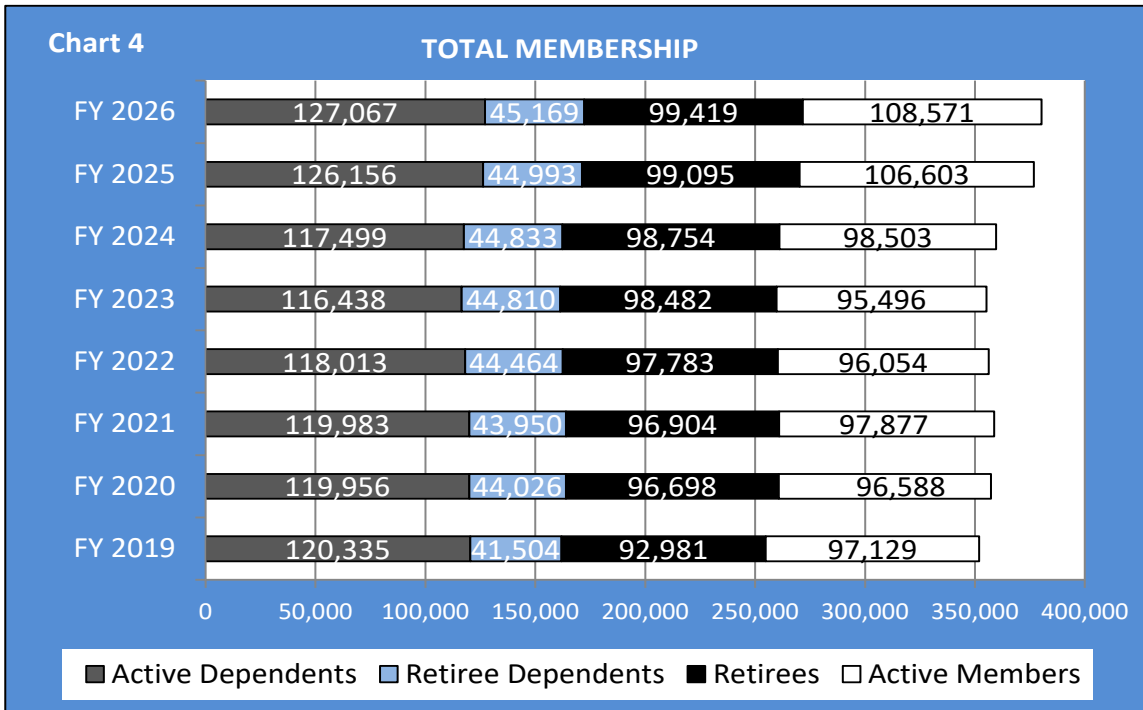 Chart 4
TOTAL MEMBERSHIP
FY 2026 127,067 45,169 99,419 108,571
FY 2025 126,156 44,993 99,095 106,603
FY 2024 117,499 44,833 98,754 98,503
FY 2023 116,438 44,810 98,482 95,496
FY 2022 118,013 44,464 97,783 96,054
FY 2021 119,983 43,950 96,904 97,877
FY 2020 119,956 44,026 96,698 96,588
FY 2019 120,335 41,504 92,981 97,129
0 50,000 100,000 150,000 200,000 250,000 300,000 350,000 400,000
Active Dependents Retiree Dependents Retirees Active Members